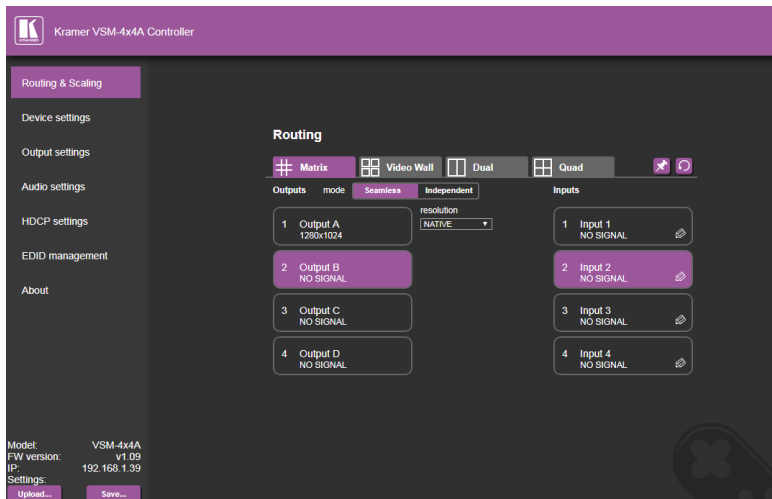 Kramer VSM-4x4A Controller
Routing & Scaling
Device settings
Output settings
Audio settings
HDCP settings
EDID management
About
Model: VSM-4x4A
FW version: v1.09
IP: 192.168.1.39
Settings:
Upload... Save...
Routing
Matrix Video Wall Dual Quad
Outputs mode Seamless Independent Inputs
resolution
NATIVE
1 Output A
1280x1024
2 Output B
NO SIGNAL
3 Output C
NO SIGNAL
4 Output D
NO SIGNAL
1 Input 1
NO SIGNAL
2 Input 2
NO SIGNAL
3 Input 3
NO SIGNAL
4 Input 4
NO SIGNAL